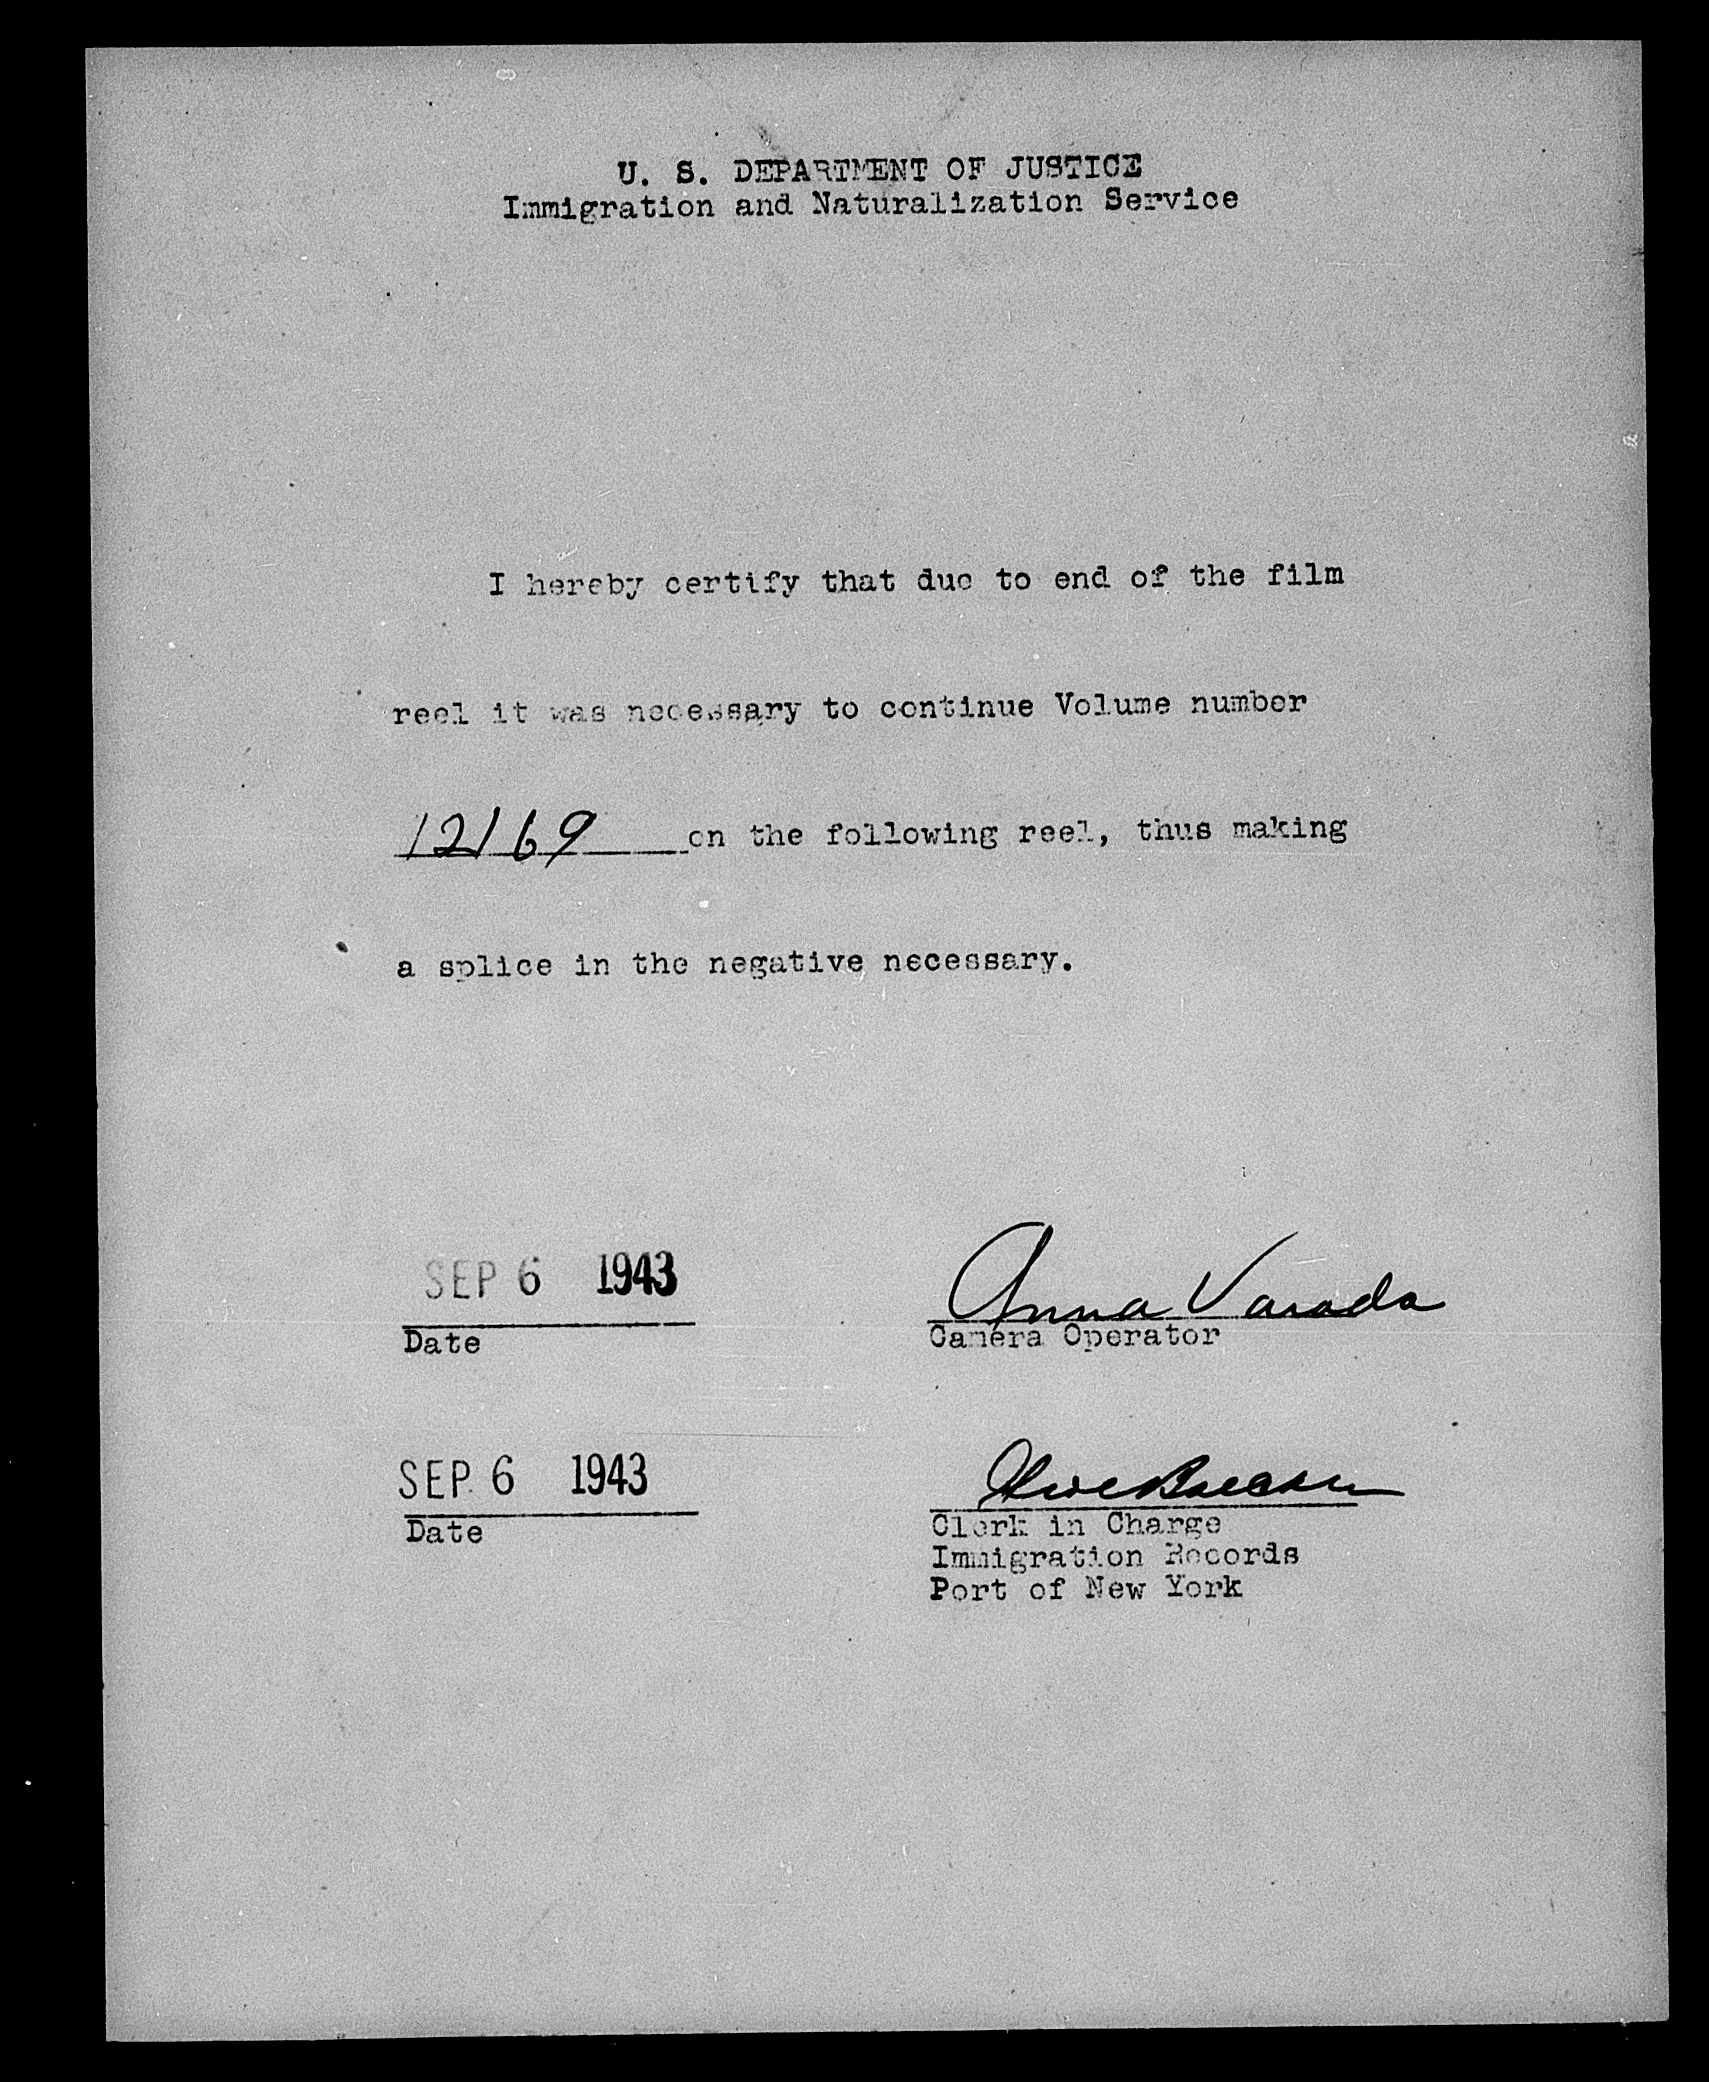 U. S. DEPARTMENT OF JUSTICE
Immigration and Naturalization Service
I hereby certify that due to end of the film
reel it was necessary to continue Volume number
12169 on the following reel, thus making
a splice in the negative necessary.
SEP 6 1943 Anna Varada
Date Camera Operator
SEP 6 1943
Date Clerk in Charge
Immigration Records
Port of New York